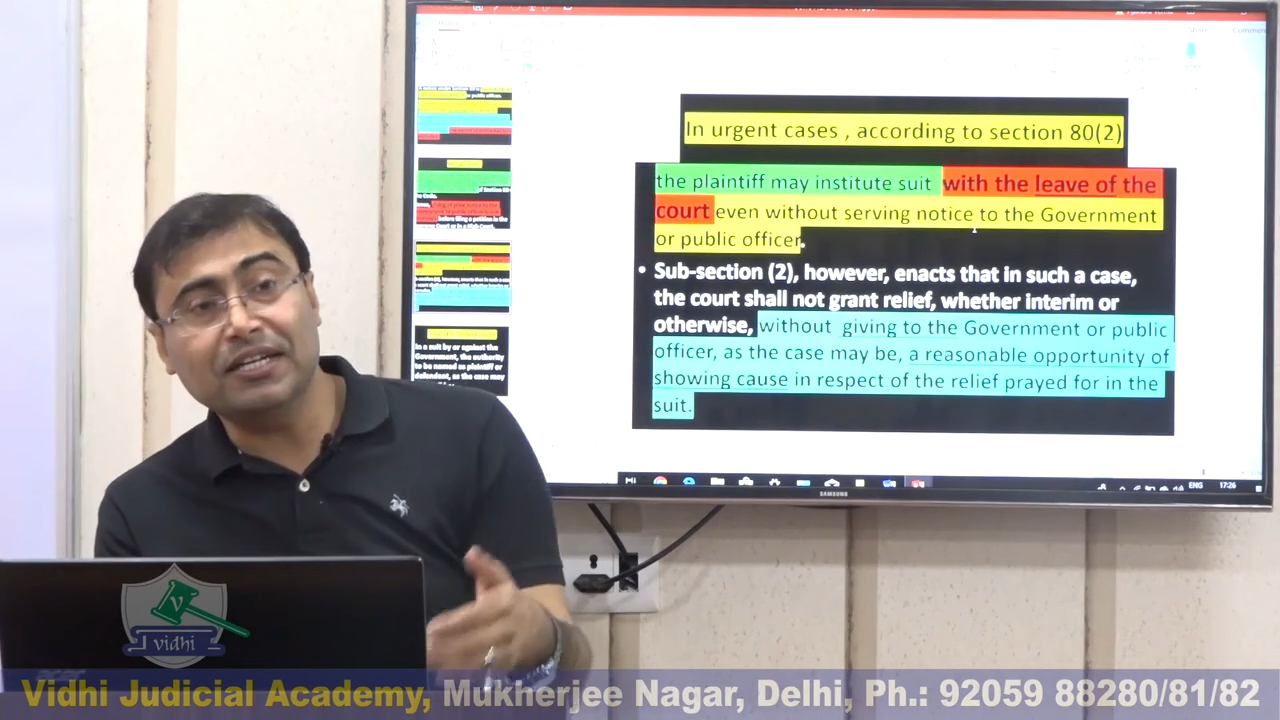 In urgent cases , according to section 80(2)
the plaintiff may institute suit with the leave of the
court even without serving notice to the Government
or public officer.
• Sub-section (2), however, enacts that in such a case,
the court shall not grant relief, whether interim or
otherwise, without giving to the Government or public
officer, as the case may be, a reasonable opportunity of
showing cause in respect of the relief prayed for in the
suit.
In a suit by or against the
Government, the authority
to be named as plaintiff or
defendant, as the case may
ENG
17:26
SAMSUNG
V
vidhi
Vidhi Judicial Academy, Mukherjee Nagar, Delhi, Ph.: 92059 88280/81/82